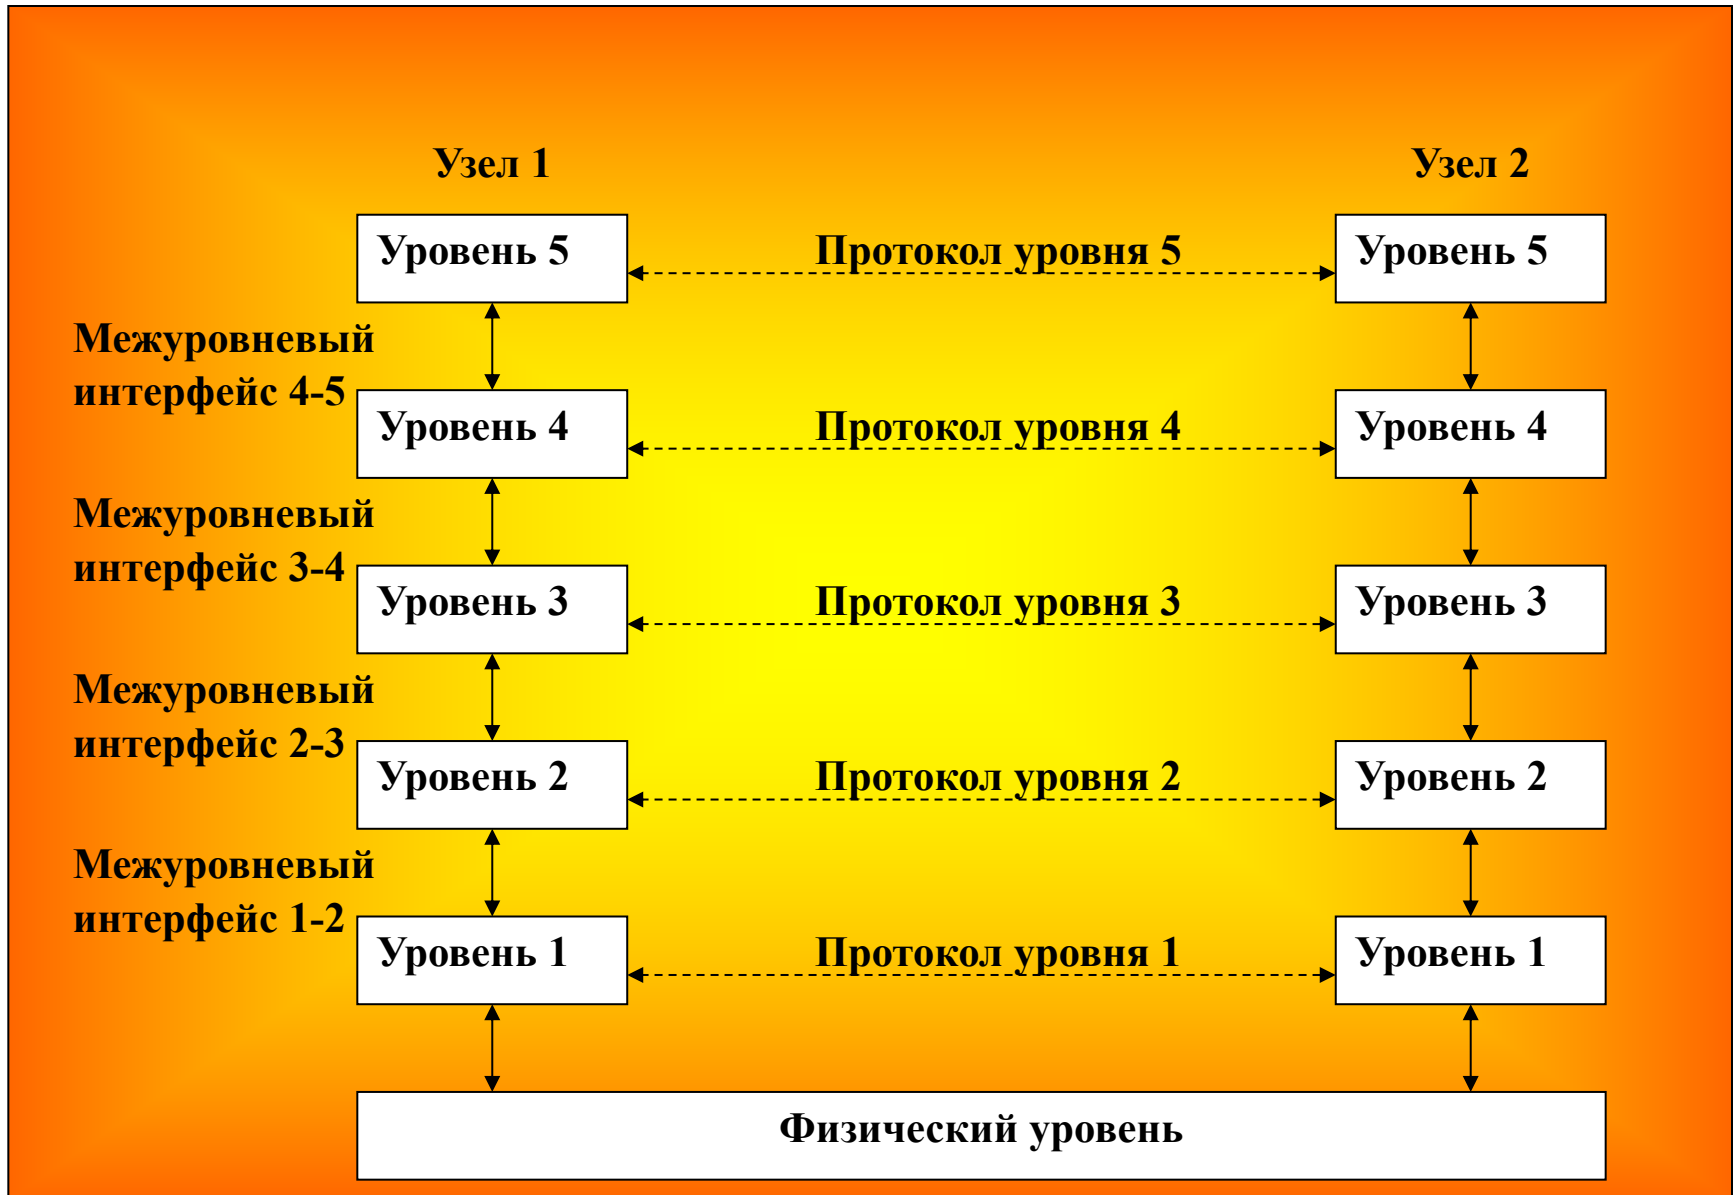 Узел 1
Узел 2
Уровень 5
Протокол уровня 5
Уровень 5
Межуровневый
интерфейс 4-5
Уровень 4
Протокол уровня 4
Уровень 4
Межуровневый
интерфейс 3-4
Уровень 3
Протокол уровня 3
Уровень 3
Межуровневый
интерфейс 2-3
Уровень 2
Протокол уровня 2
Уровень 2
Межуровневый
интерфейс 1-2
Уровень 1
Протокол уровня 1
Уровень 1
Физический уровень